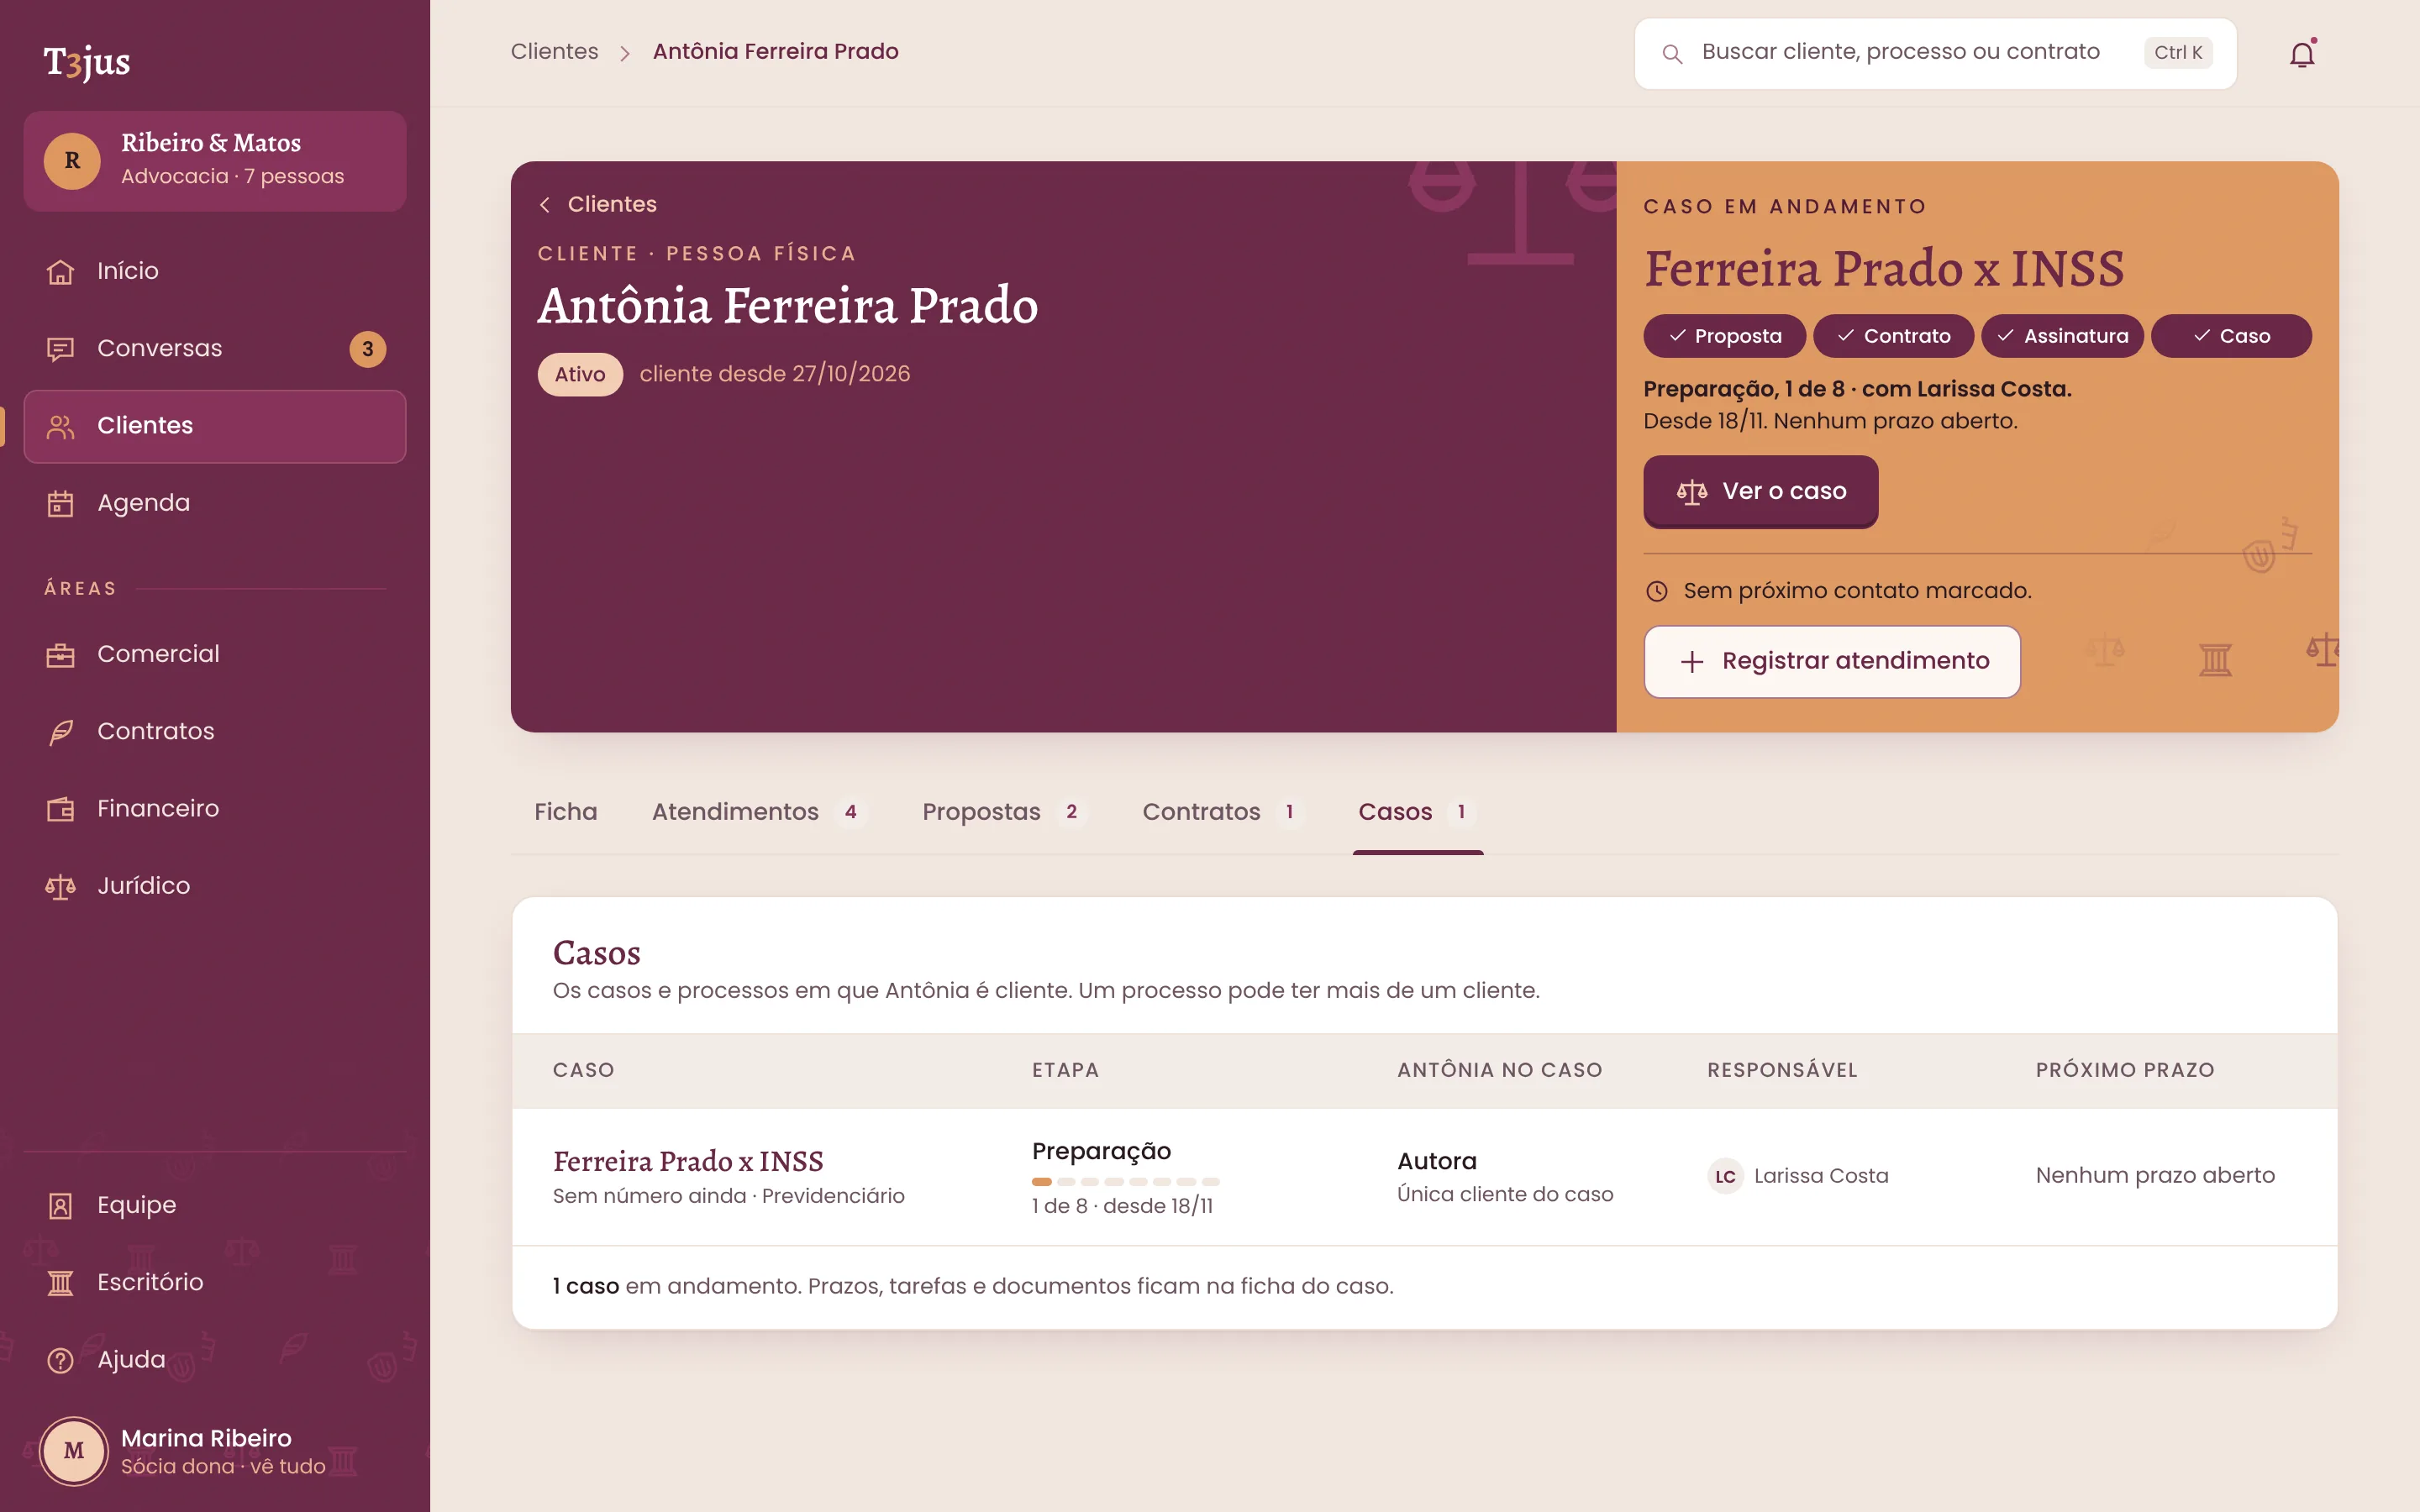 T3jus
R
Ribeiro & Matos
Advocacia · 7 pessoas
Início
Conversas 3
Clientes
Agenda
ÁREAS
Comercial
Contratos
Financeiro
Jurídico
Equipe
Escritório
Ajuda
M
Marina Ribeiro
Sócia dona · vê tudo
Clientes > Antônia Ferreira Prado
Buscar cliente, processo ou contrato Ctrl K
Clientes
CLIENTE · PESSOA FÍSICA
Antônia Ferreira Prado
Ativo cliente desde 27/10/2026
CASO EM ANDAMENTO
Ferreira Prado x INSS
Proposta Contrato Assinatura Caso
Preparação, 1 de 8 · com Larissa Costa.
Desde 18/11. Nenhum prazo aberto.
Ver o caso
Sem próximo contato marcado.
Registrar atendimento
Ficha Atendimentos 4 Propostas 2 Contratos 1 Casos 1
Casos
Os casos e processos em que Antônia é cliente. Um processo pode ter mais de um cliente.
CASO ETAPA ANTÔNIA NO CASO RESPONSÁVEL PRÓXIMO PRAZO
Ferreira Prado x INSS
Sem número ainda · Previdenciário
Preparação
1 de 8 · desde 18/11
Autora
Única cliente do caso
LC Larissa Costa
Nenhum prazo aberto
1 caso em andamento. Prazos, tarefas e documentos ficam na ficha do caso.